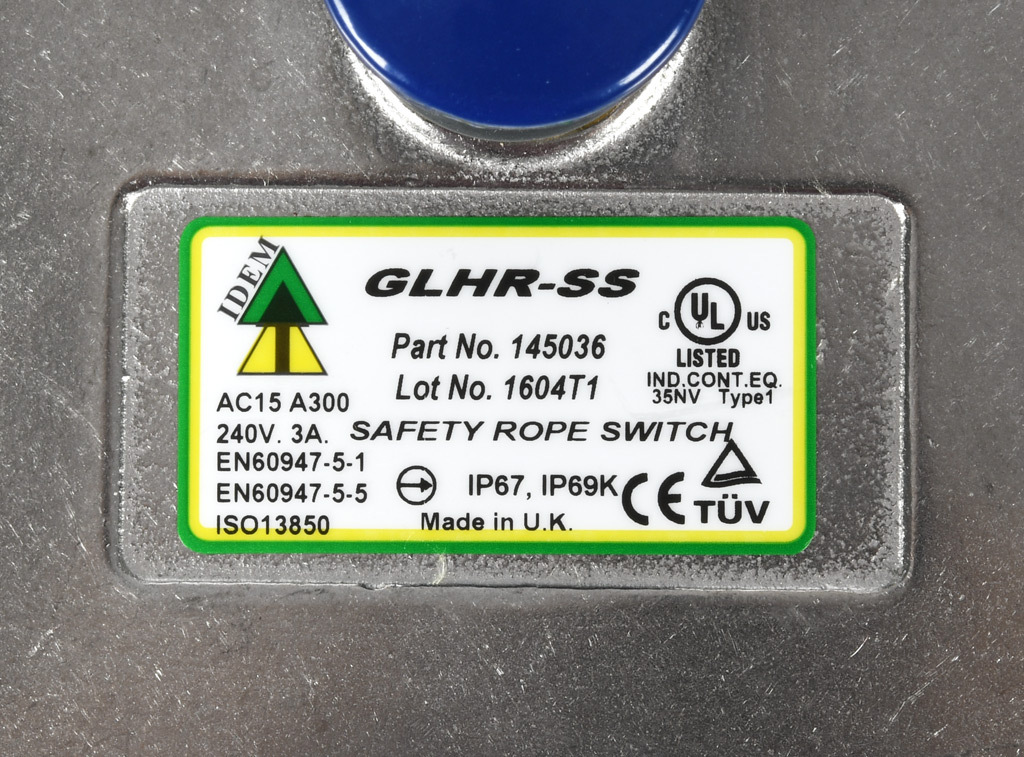 IDEM
GLHR-SS
Part No. 145036
Lot No. 1604T1
C UL US
LISTED
IND.CONT.EQ.
35NV Type1
AC15 A300
240V. 3A.
SAFETY ROPE SWITCH
EN60947-5-1
EN60947-5-5
IP67, IP69K
CE
TÜV
ISO13850
Made in U.K.